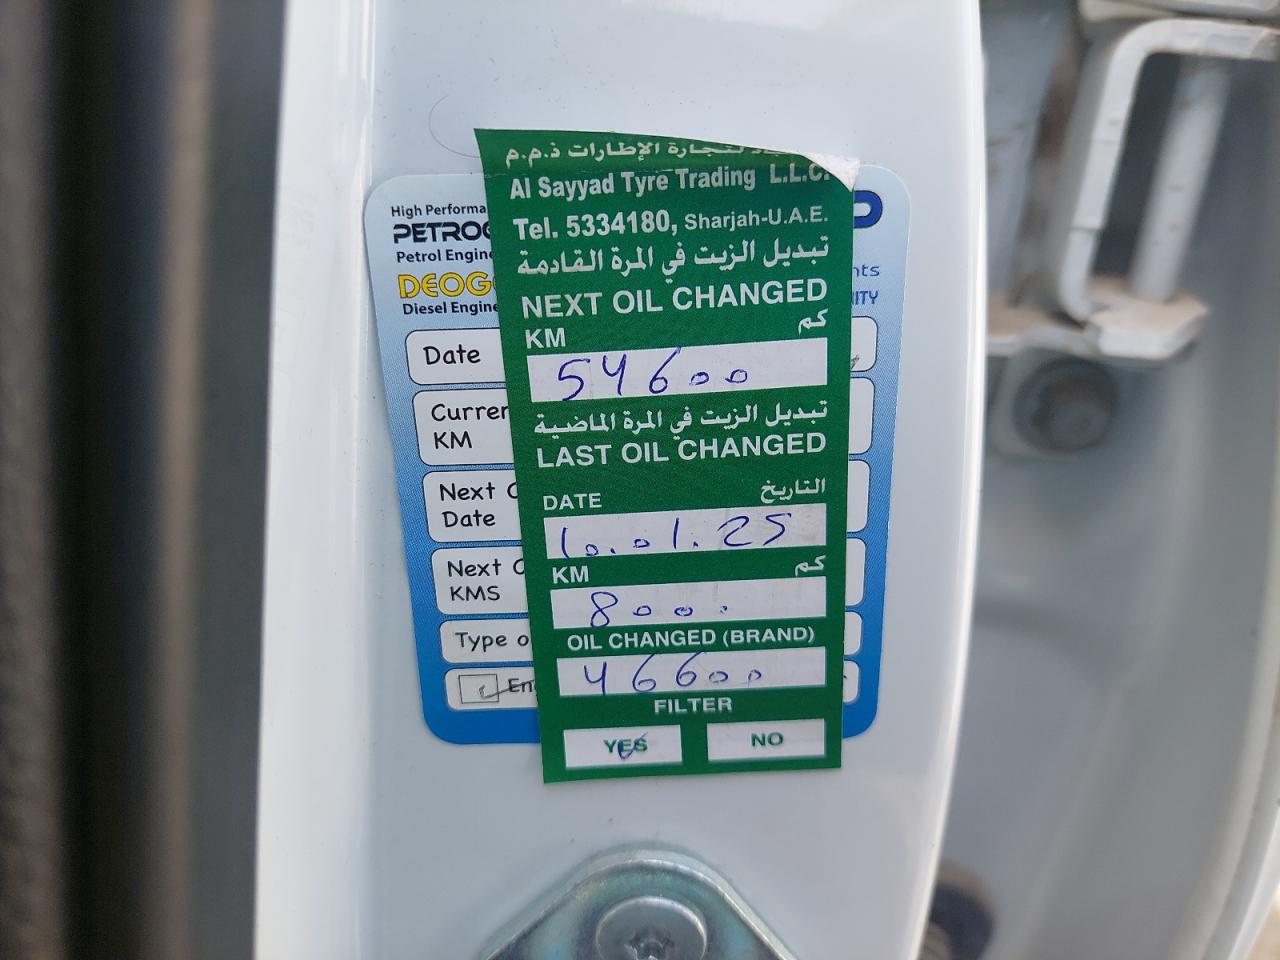 لتجارة الإطارات ذ.م.م
Al Sayyad Tyre Trading L.L.C.
Tel. 5334180, Sharjah-U.A.E.
تبديل الزيت في المرة القادمة
NEXT OIL CHANGED
KM كم
54600
تبديل الزيت في المرة الماضية
LAST OIL CHANGED
DATE التاريخ
10.01.25
KM كم
8000
OIL CHANGED (BRAND)
46600
FILTER
YES NO
High Performa
PETROG
Petrol Engine
DEOG
Diesel Engine
nts
ITY
Date
Curren
KM
Next O
Date
Next O
KMS
Type o
En